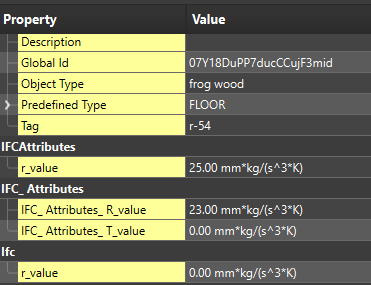 Property Value
Description
Global Id 07Y18DuPP7ducCCujF3mid
Object Type frog wood
Predefined Type FLOOR
Tag r-54
IFCAttributes
r_value 25.00 mm*kg/(s^3*K)
IFC_ Attributes
IFC_ Attributes_ R_value 23.00 mm*kg/(s^3*K)
IFC_ Attributes_ T_value 0.00 mm*kg/(s^3*K)
Ifc
r_value 0.00 mm*kg/(s^3*K)